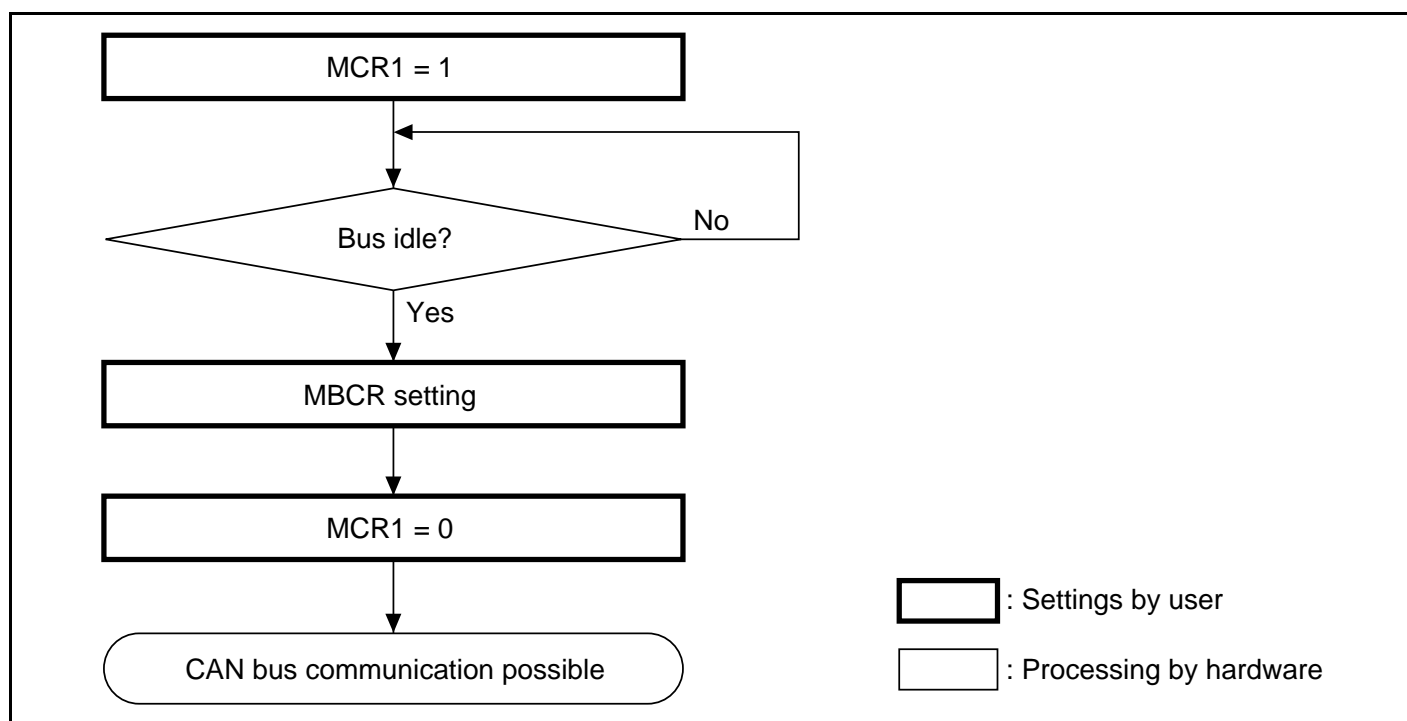 MCR1 = 1
Bus idle?
No
Yes
MBCR setting
MCR1 = 0
CAN bus communication possible
: Settings by user
: Processing by hardware